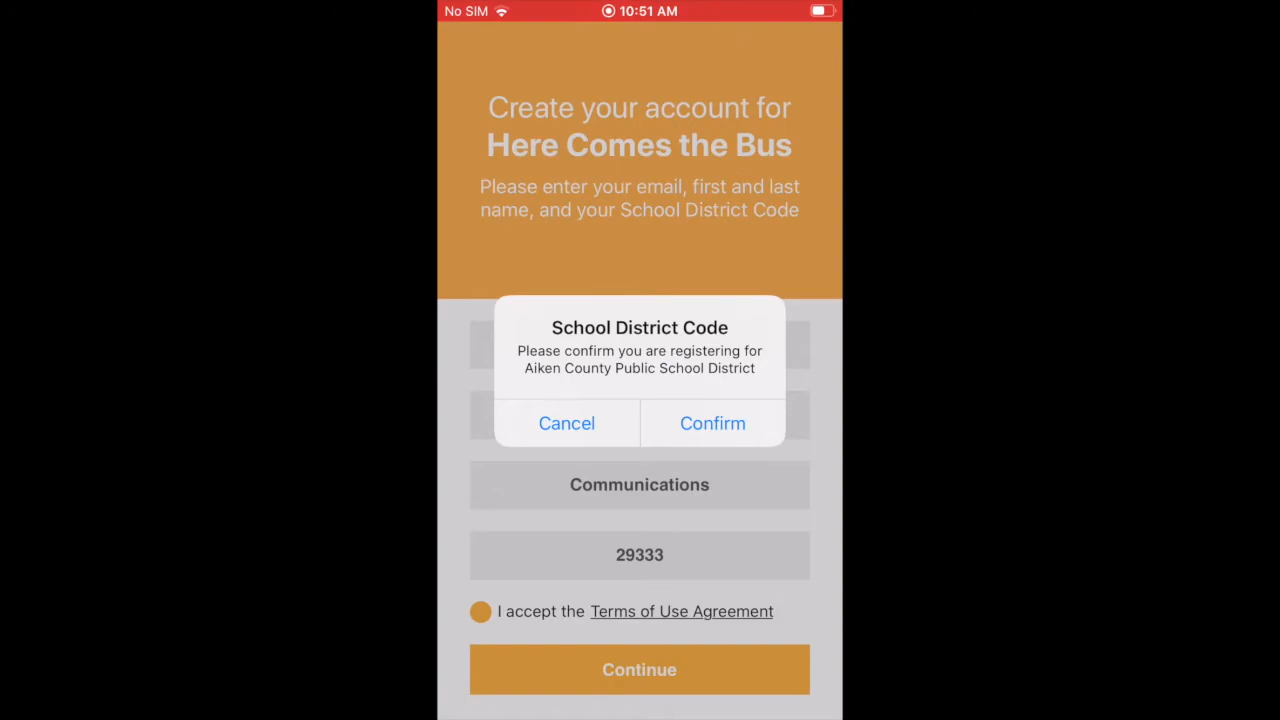 No SIM 10:51 AM
Create your account for
Here Comes the Bus
Please enter your email, first and last
name, and your School District Code
School District Code
Please confirm you are registering for
Aiken County Public School District
Cancel Confirm
Communications
29333
I accept the Terms of Use Agreement
Continue